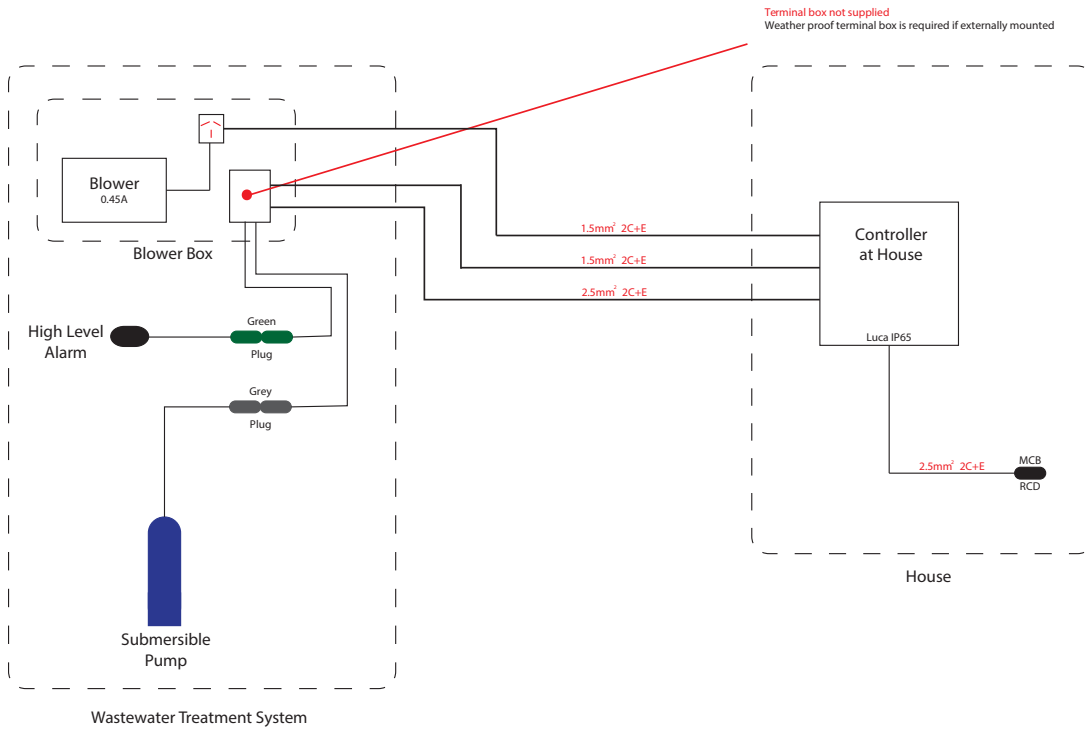 Terminal box not supplied
Weather proof terminal box is required if externally mounted
Blower
0.45A
Blower Box
1.5mm² 2C+E
1.5mm² 2C+E
2.5mm² 2C+E
Controller
at House
Luca IP65
High Level
Alarm
Green
Plug
Grey
Plug
2.5mm² 2C+E
MCB
RCD
House
Submersible
Pump
Wastewater Treatment System